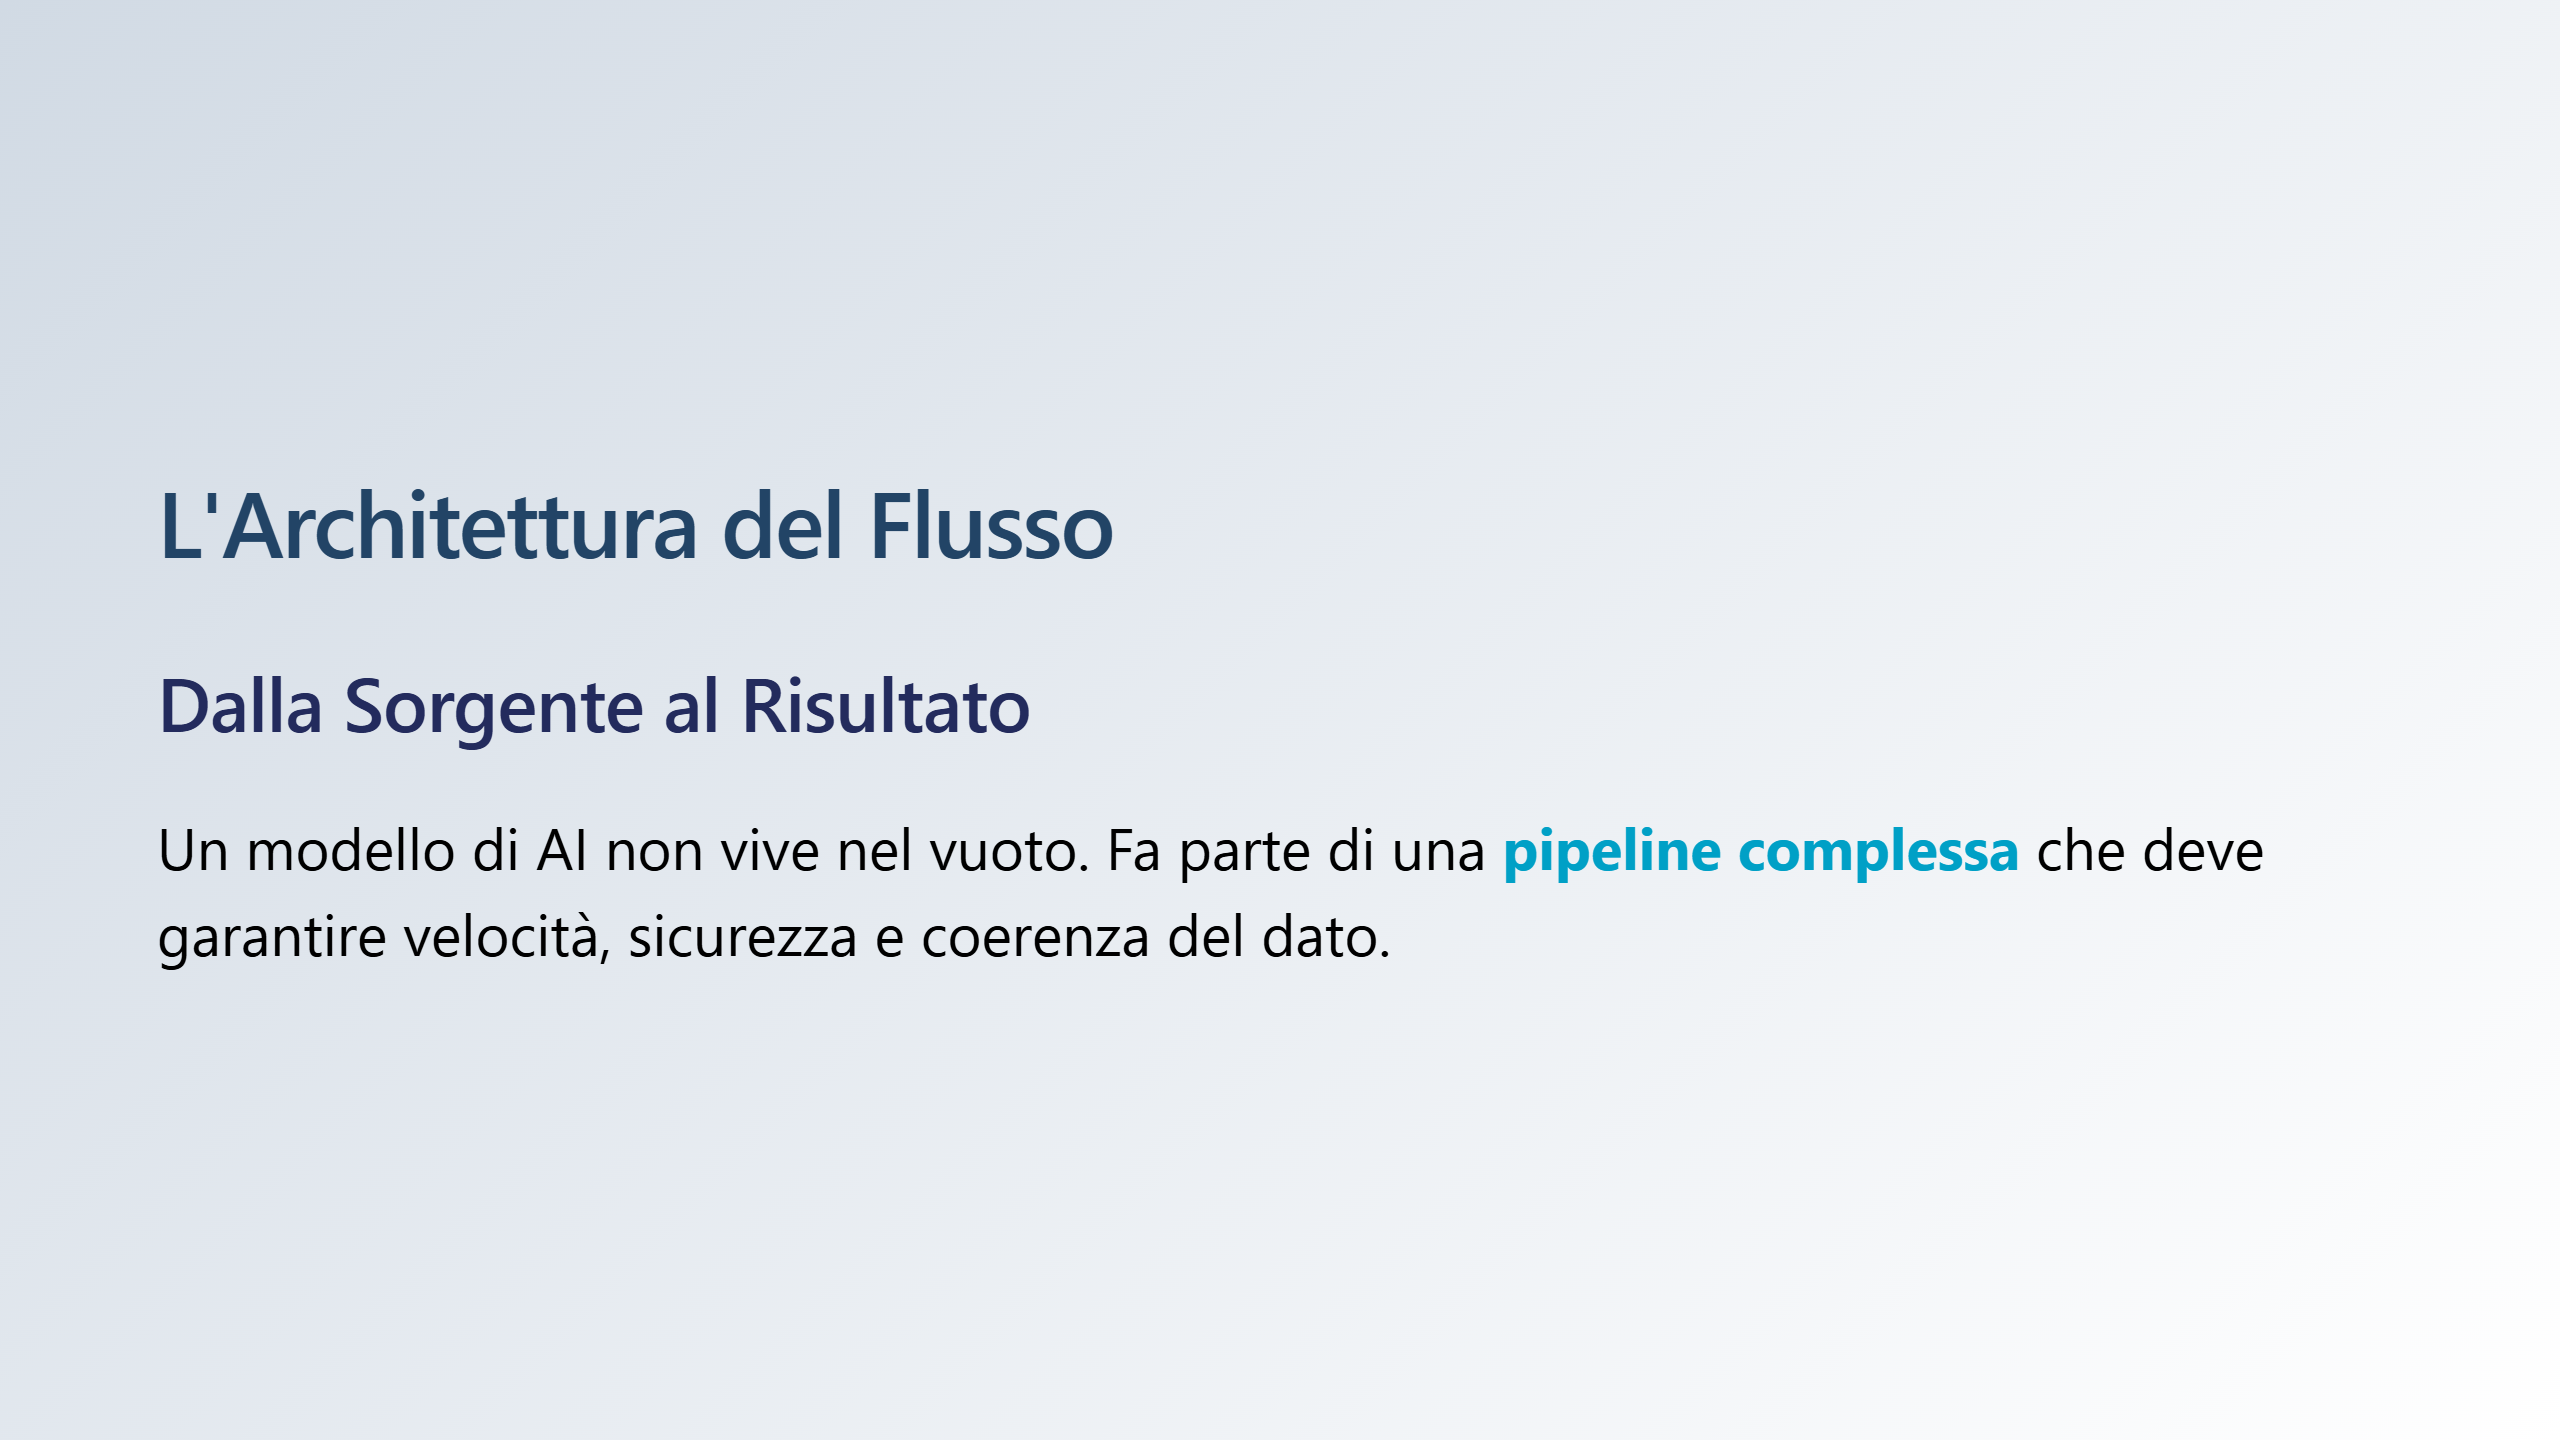 L'Architettura del Flusso
Dalla Sorgente al Risultato
Un modello di AI non vive nel vuoto. Fa parte di una pipeline complessa che deve
garantire velocità, sicurezza e coerenza del dato.